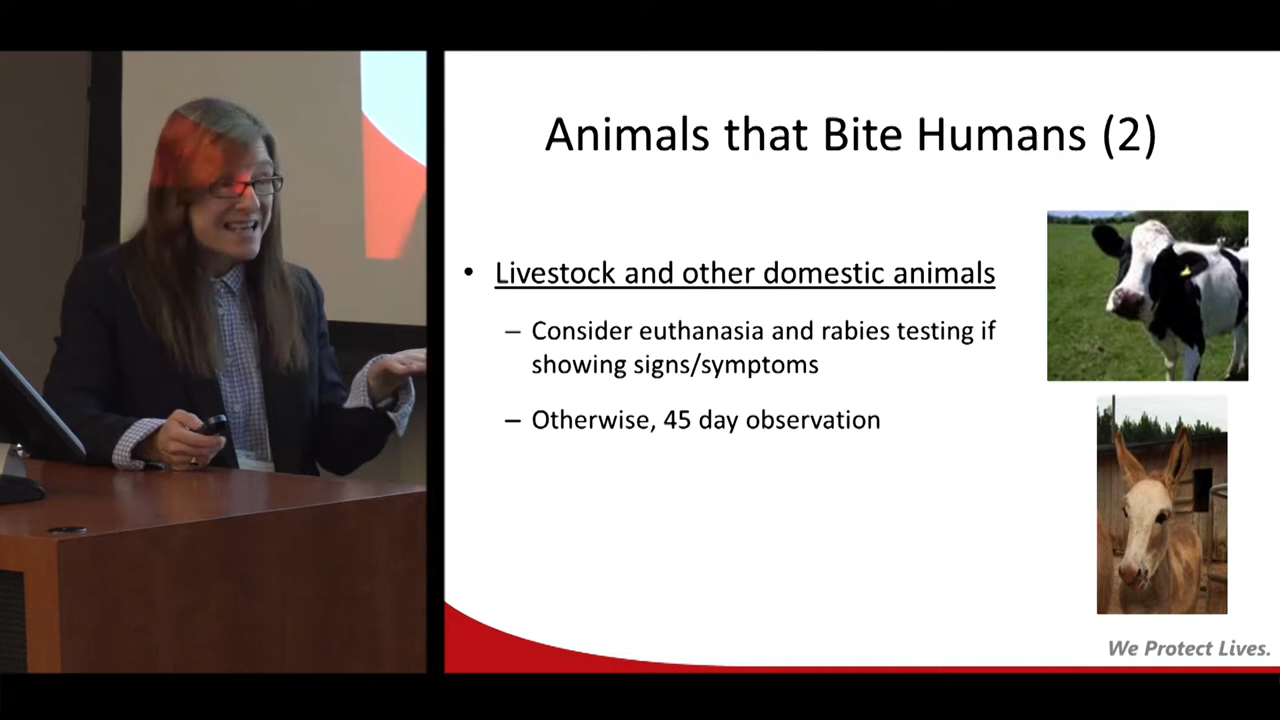 Animals that Bite Humans (2)
• Livestock and other domestic animals
– Consider euthanasia and rabies testing if
showing signs/symptoms
– Otherwise, 45 day observation
We Protect Lives.